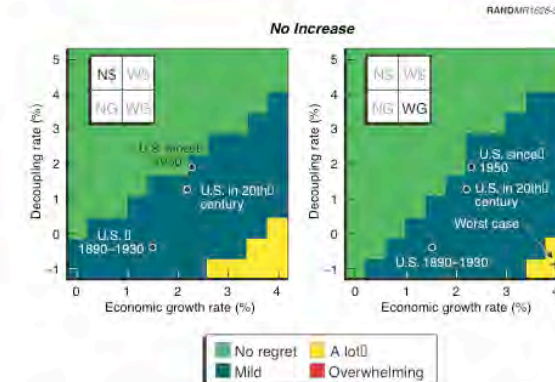 RANDMR1626-
No Increase
NS WS
NG WG
Decoupling rate (%)
5
4
3
2
1
0
–1
U.S. since
1950
U.S. in 20th
century
U.S.
1890–1930
0 1 2 3 4
Economic growth rate (%)
NS WS
NG WG
Decoupling rate (%)
5
4
3
2
1
0
–1
U.S. since
1950
U.S. in 20th
century
Worst case
U.S. 1890–1930
0 1 2 3 4
Economic growth rate (%)
No regret
A lot
Mild
Overwhelming